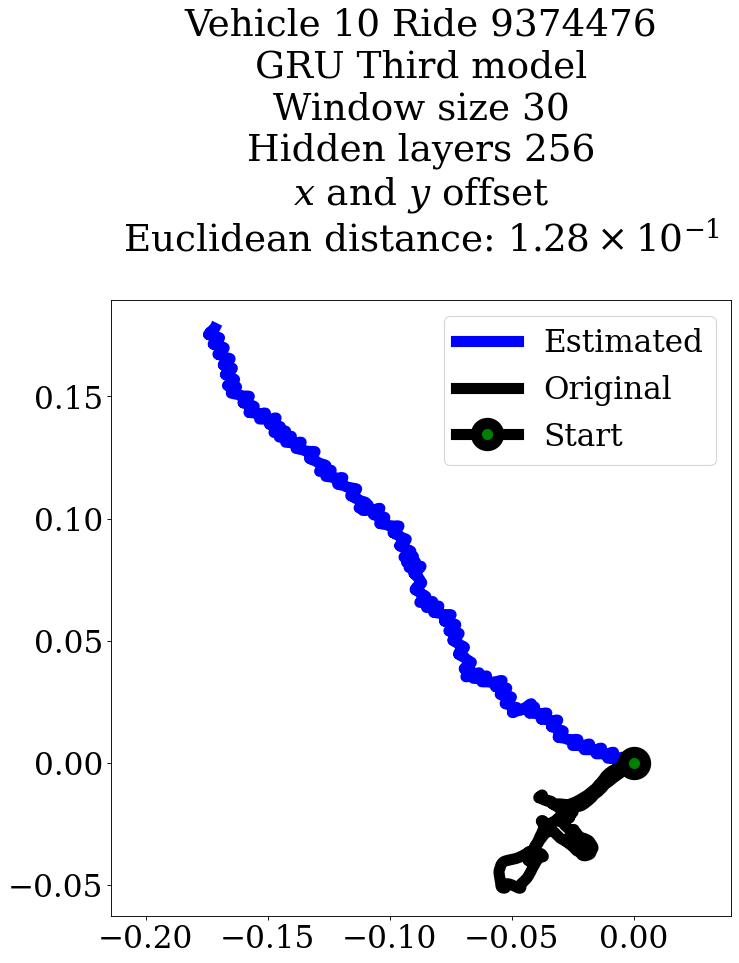 Vehicle 10 Ride 9374476
GRU Third model
Window size 30
Hidden layers 256
x and y offset
Euclidean distance: 1.28 × 10⁻¹
Estimated
Original
Start
0.15
0.10
0.05
0.00
−0.05
−0.20 −0.15 −0.10 −0.05 0.00